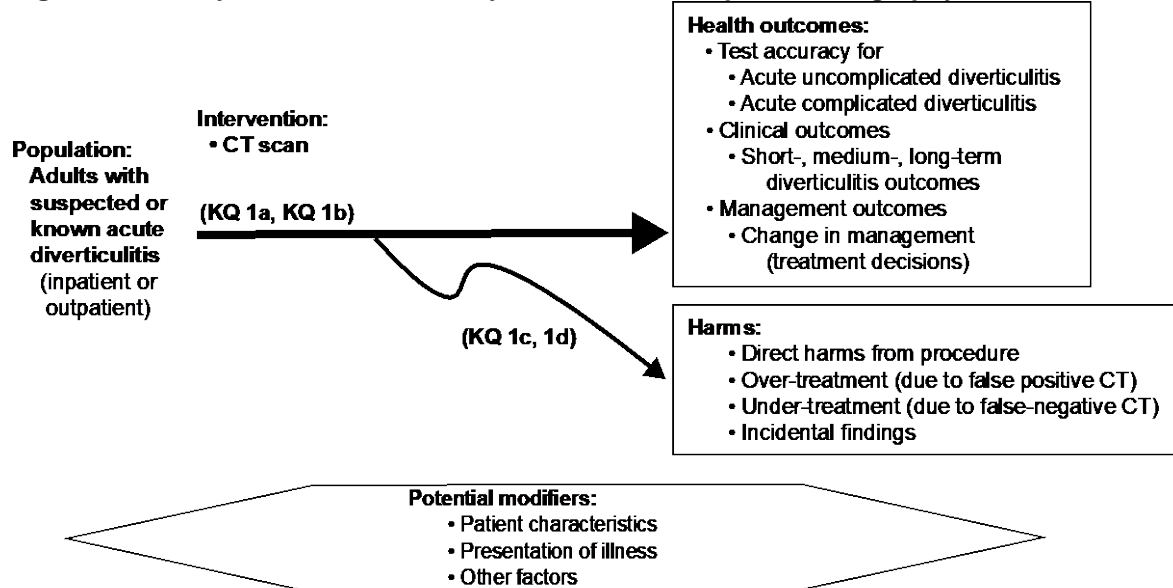 Population:
Adults with
suspected or
known acute
diverticulitis
(inpatient or
outpatient)
Intervention:
• CT scan
(KQ 1a, KQ 1b)
(KQ 1c, 1d)
Health outcomes:
• Test accuracy for
• Acute uncomplicated diverticulitis
• Acute complicated diverticulitis
• Clinical outcomes
• Short-, medium-, long-term
diverticulitis outcomes
• Management outcomes
• Change in management
(treatment decisions)
Harms:
• Direct harms from procedure
• Over-treatment (due to false positive CT)
• Under-treatment (due to false-negative CT)
• Incidental findings
Potential modifiers:
• Patient characteristics
• Presentation of illness
• Other factors